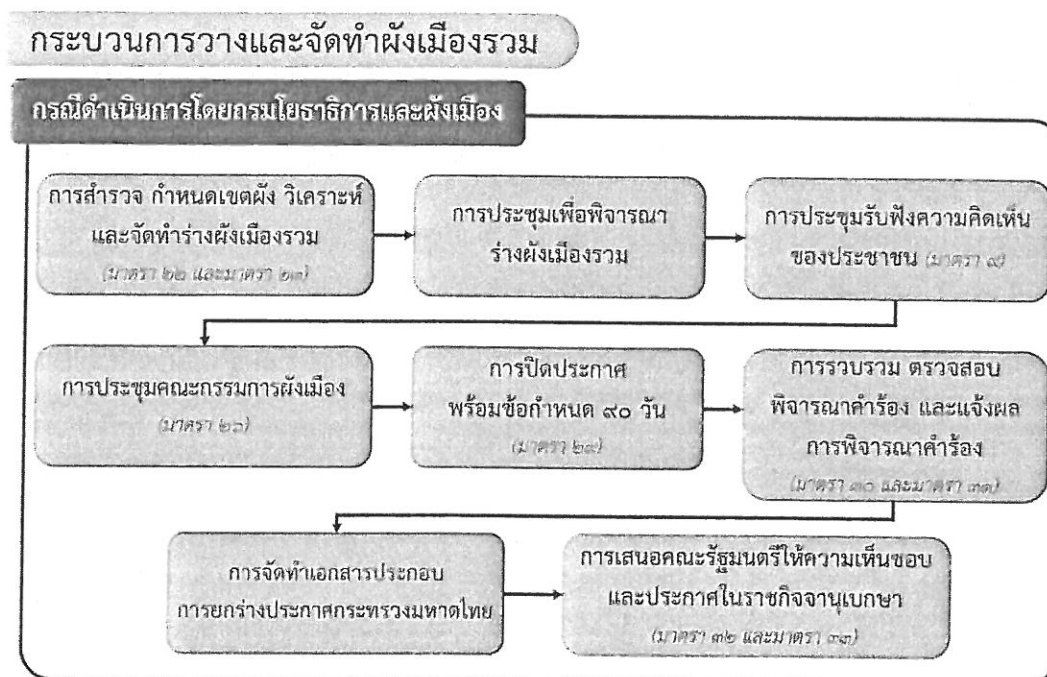 กระบวนการวางและจัดทำผังเมืองรวม
กรณีดำเนินการโดยกรมโยธาธิการและผังเมือง
การสำรวจ กำหนดเขตผัง วิเคราะห์
และจัดทำร่างผังเมืองรวม
(มาตรา ๒๒ และมาตรา ๒๓)
การประชุมเพื่อพิจารณา
ร่างผังเมืองรวม
การประชุมรับฟังความคิดเห็น
ของประชาชน (มาตรา ๙)
การประชุมคณะกรรมการผังเมือง
(มาตรา
การปิดประกาศ
พร้อมข้อกำหนด ๙๐ วัน
(มาตรา
การรวบรวม ตรวจสอบ
พิจารณาคำร้อง และแจ้งผล
การพิจารณาคำร้อง
(มาตรา ๓๐ และมาตรา ๓๑)
การจัดทำเอกสารประกอบ
การยกร่างประกาศกระทรวงมหาดไทย
การเสนอคณะรัฐมนตรีให้ความเห็นชอบ
และประกาศในราชกิจจานุเบกษา
(มาตรา ๓๒ และมาตรา ๓๓)